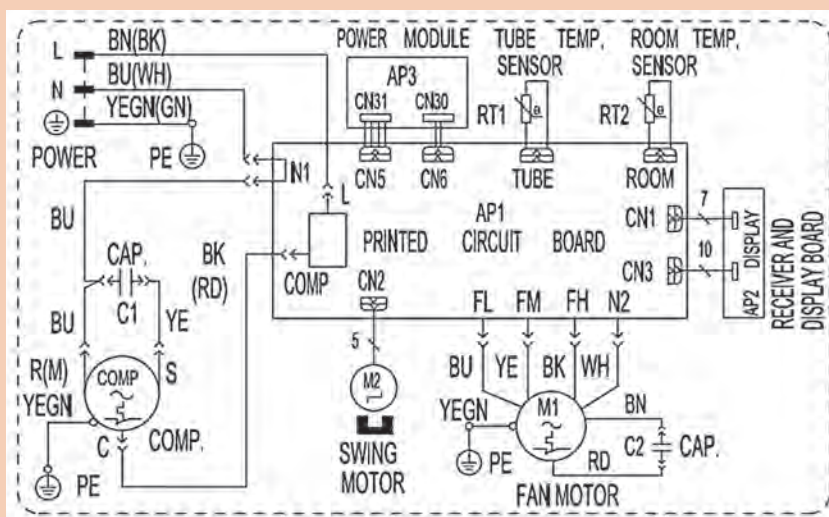 L BN(BK) POWER MODULE TUBE TEMP. ROOM TEMP.
BU(WH) AP3 SENSOR SENSOR
N CN31 CN30
YEGN(GN) RT1 θ RT2 θ
POWER PE N1 CN5 CN6 TUBE ROOM
L AP1 CN1 7
BU CAP. BK PRINTED CIRCUIT BOARD
(RD) COMP CN3 10
C1 CN2
DISPLAY
AP2
RECEIVER AND
DISPLAY BOARD
BU YE FL FM FH N2
5
R(M) COMP S M2 BU YE BK WH
YEGN YEGN M1 BN
C COMP. SWING C2 CAP.
PE MOTOR PE RD
FAN MOTOR